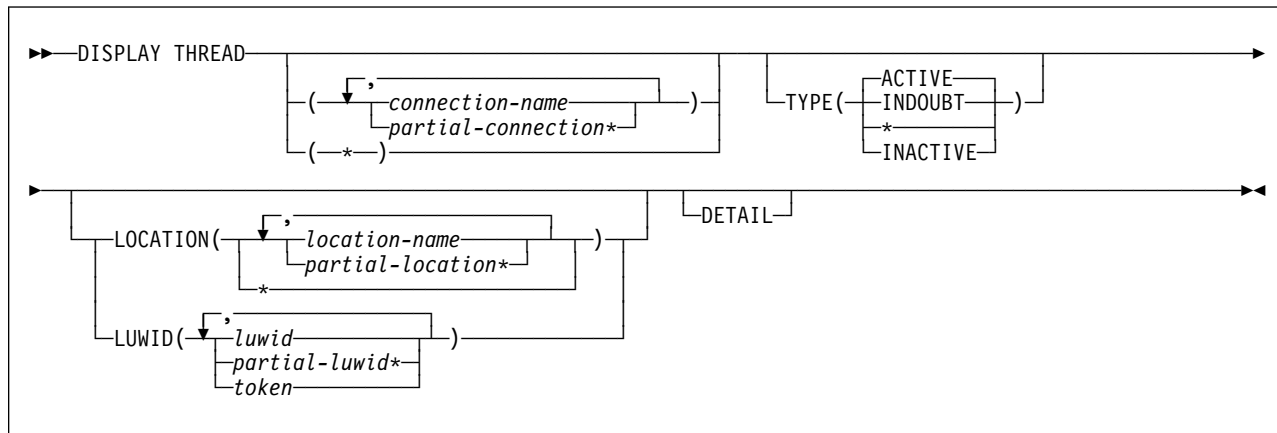 DISPLAY THREAD
,
ACTIVE
( connection-name )
TYPE( INDOUBT )
partial-connection*
*
( * )
INACTIVE
,
DETAIL
LOCATION( location-name )
partial-location*
*
,
LUWID( luwid )
partial-luwid*
token